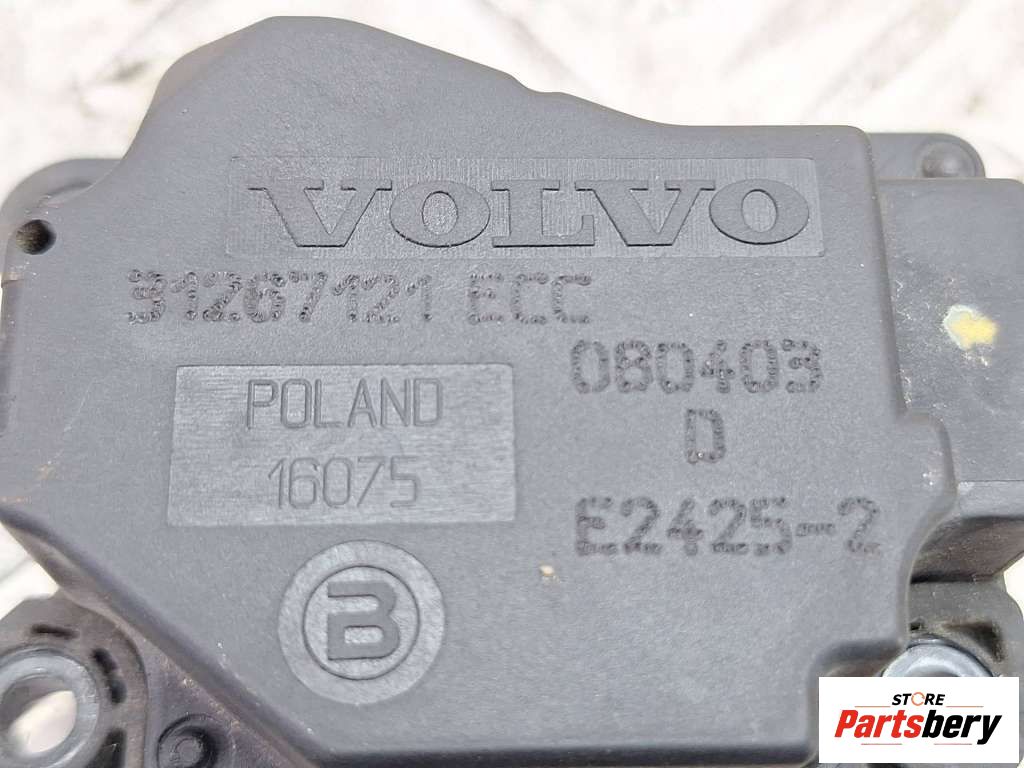 VOLVO
31267121 ECC
080403
D
POLAND
16075
E2425-2
B
STORE
Partsbery